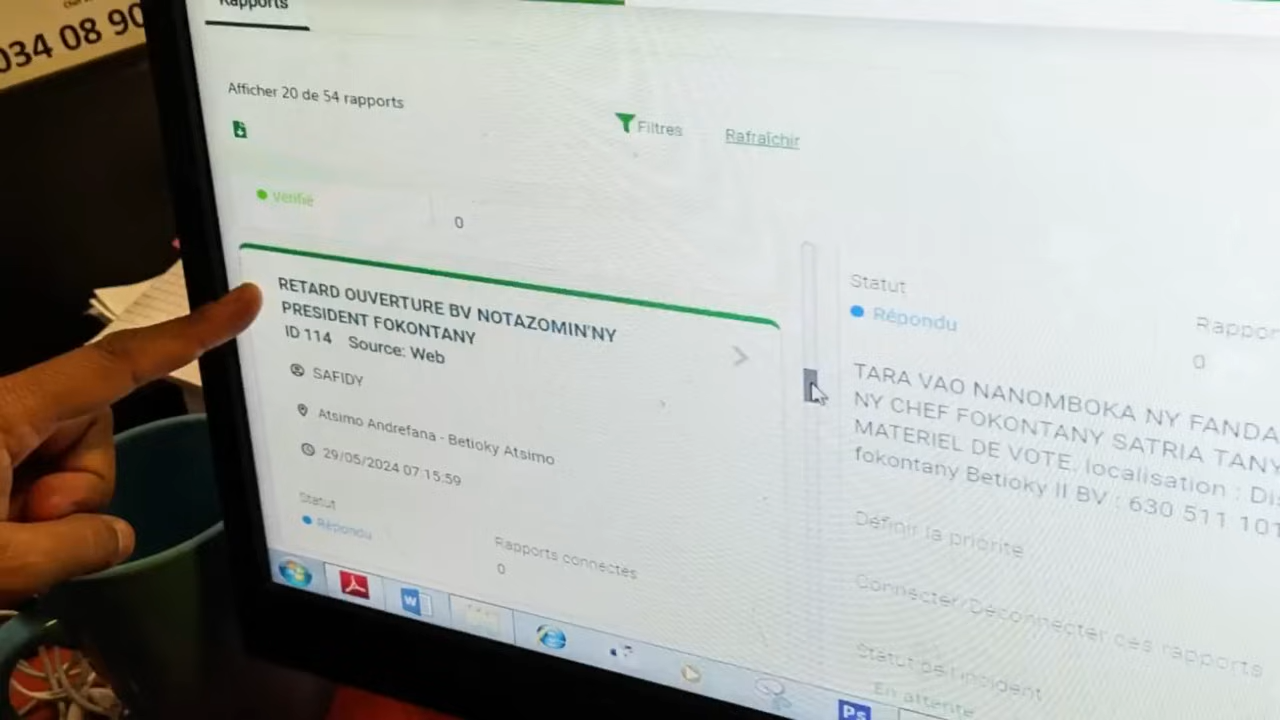 034 08 90
Rapports
Afficher 20 de 54 rapports
Filtres
Rafraîchir
Vérifié
0
RETARD OUVERTURE BV NOTAZOMIN'NY
PRESIDENT FOKONTANY
ID 114 Source: Web
SAFIDY
Atsimo Andrefana - Betioky Atsimo
29/05/2024 07:15:59
Statut
Répondu
Rapports connectés
0
Statut
Répondu
Rappor
0
TARA VAO NANOMBOKA NY FANDA
NY CHEF FOKONTANY SATRIA TANY
MATERIEL DE VOTE. localisation : Di
fokontany Betioky II BV : 630 511 101
Définir la priorité
Connecter/Déconnecter ces rapports
Statut de l'incident
En attente
W
Ps